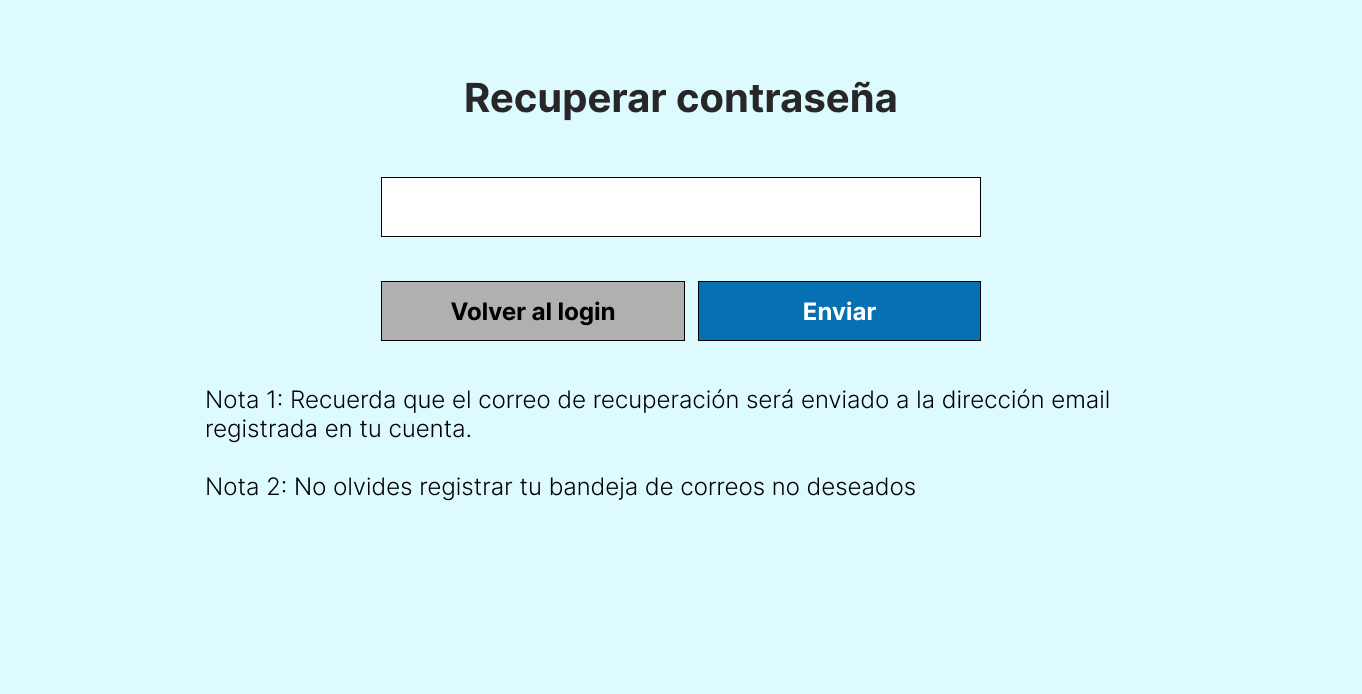 Recuperar contraseña
Volver al login
Enviar
Nota 1: Recuerda que el correo de recuperación será enviado a la dirección email
registrada en tu cuenta.
Nota 2: No olvides registrar tu bandeja de correos no deseados